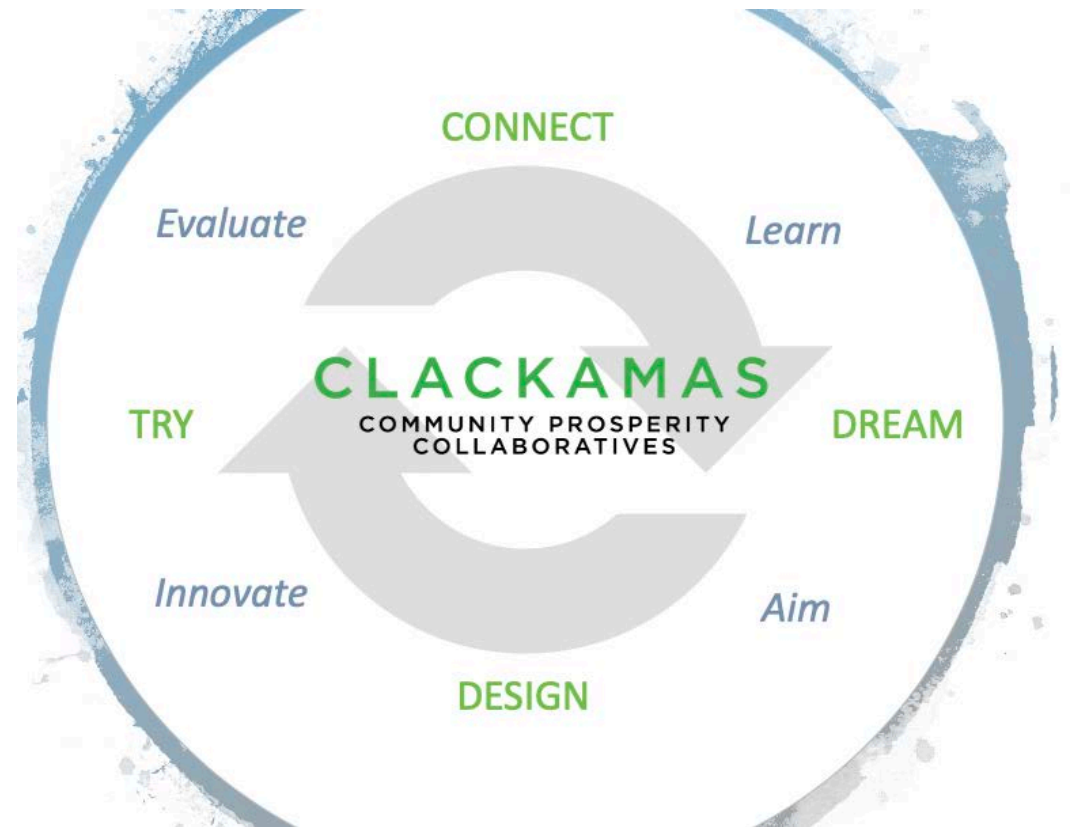 CONNECT
Evaluate
Learn
CLACKAMAS
COMMUNITY PROSPERITY
COLLABORATIVES
TRY
DREAM
Innovate
Aim
DESIGN